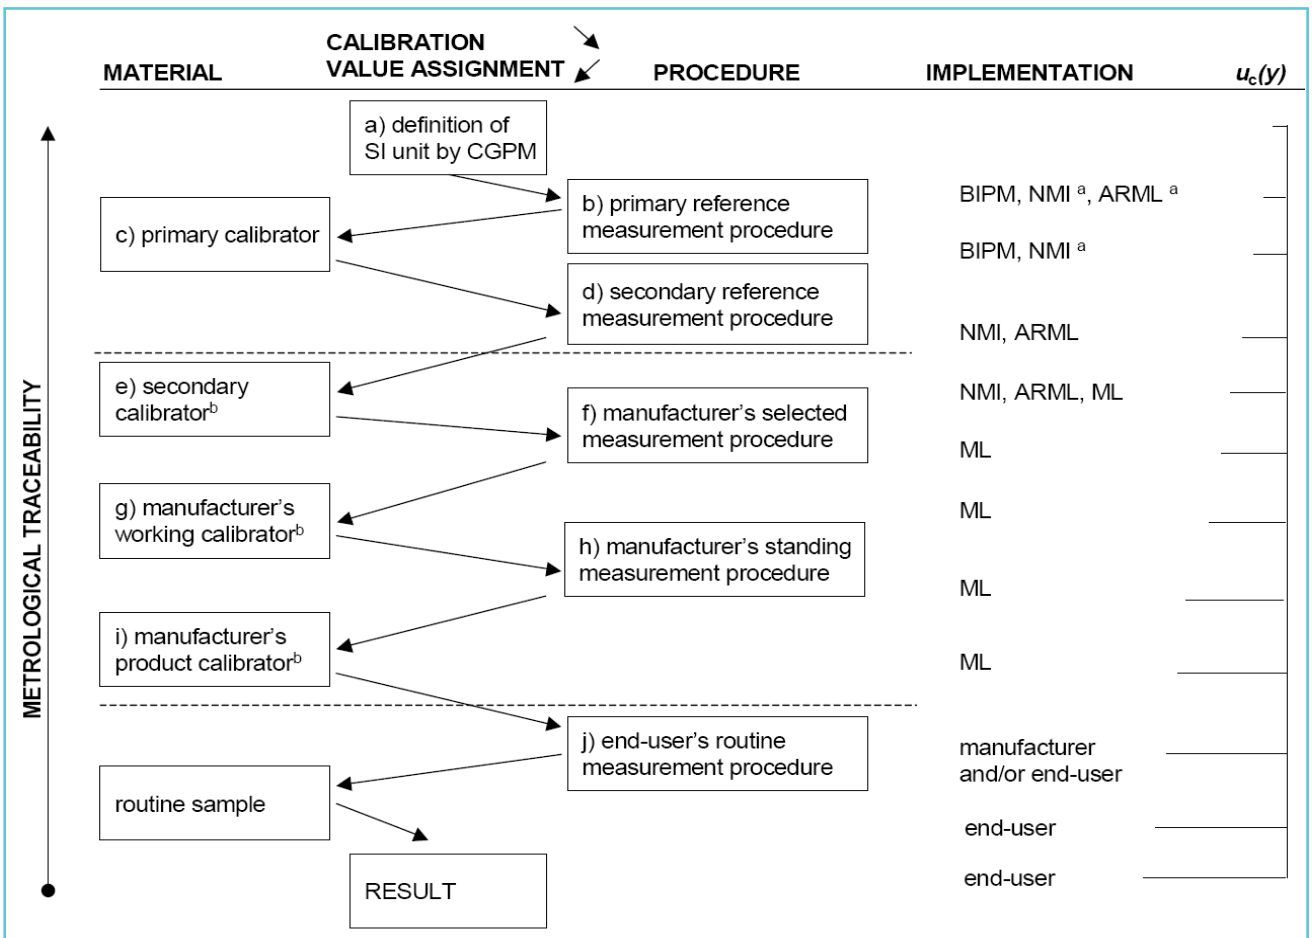 CALIBRATION
VALUE ASSIGNMENT
MATERIAL
PROCEDURE
IMPLEMENTATION
uc(y)
a) definition of
SI unit by CGPM
b) primary reference
measurement procedure
BIPM, NMI a, ARML a
c) primary calibrator
BIPM, NMI a
d) secondary reference
measurement procedure
NMI, ARML
e) secondary
calibratorb
NMI, ARML, ML
f) manufacturer's selected
measurement procedure
ML
g) manufacturer's
working calibratorb
ML
h) manufacturer's standing
measurement procedure
ML
i) manufacturer's
product calibratorb
ML
j) end-user's routine
measurement procedure
manufacturer
and/or end-user
routine sample
end-user
RESULT
end-user
METROLOGICAL TRACEABILITY